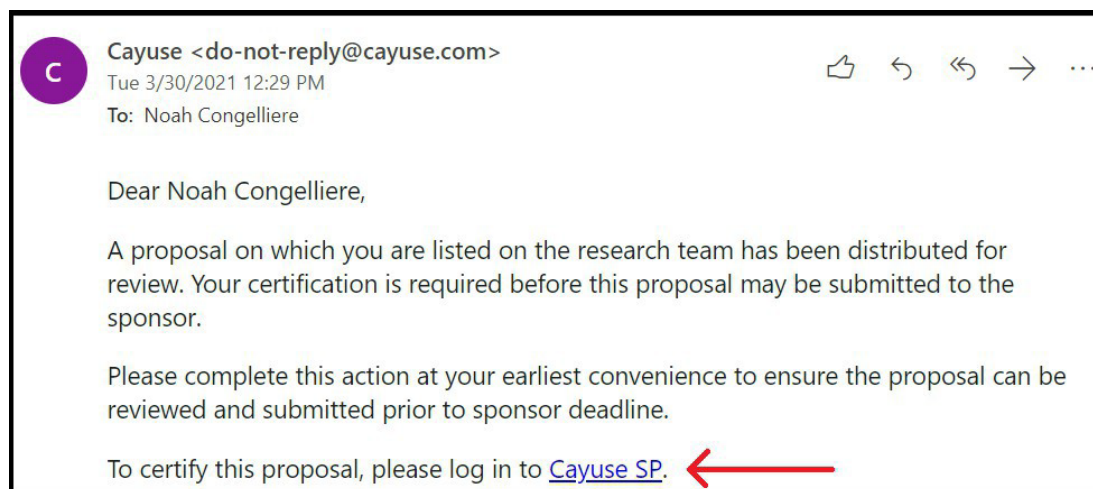 C
Cayuse <do-not-reply@cayuse.com>
Tue 3/30/2021 12:29 PM
To: Noah Congelliere
Dear Noah Congelliere,
A proposal on which you are listed on the research team has been distributed for
review. Your certification is required before this proposal may be submitted to the
sponsor.
Please complete this action at your earliest convenience to ensure the proposal can be
reviewed and submitted prior to sponsor deadline.
To certify this proposal, please log in to Cayuse SP.